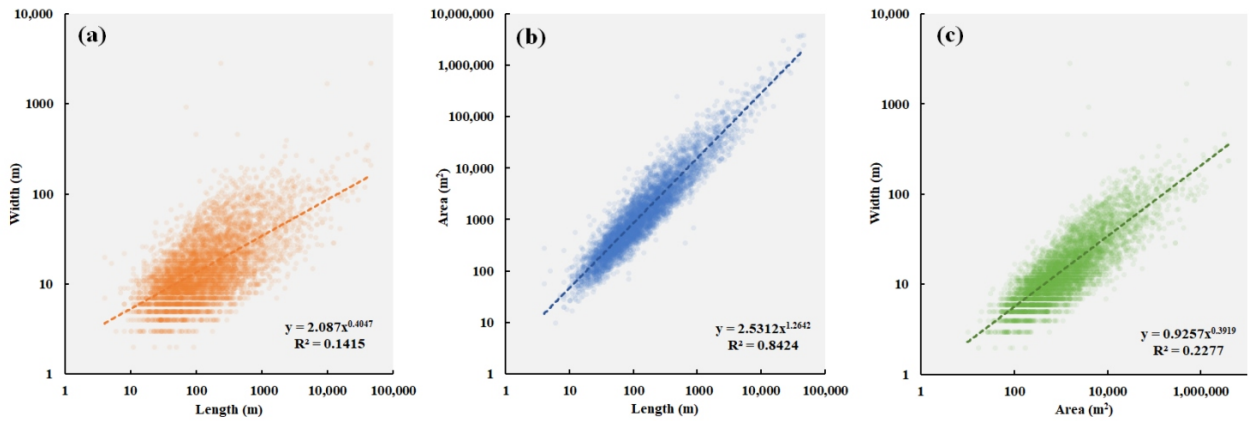 (a)
10,000
1000
100
10
1
Width (m)
y = 2.087x^0.4047
R² = 0.1415
1 10 100 1000 10,000 100,000
Length (m)
(b)
10,000,000
1,000,000
100,000
10,000
1000
100
10
1
Area (m²)
y = 2.5312x^1.2642
R² = 0.8424
1 10 100 1000 10,000 100,000
Length (m)
(c)
10,000
1000
100
10
1
Width (m)
y = 0.9257x^0.3919
R² = 0.2277
1 100 10,000 1,000,000
Area (m²)